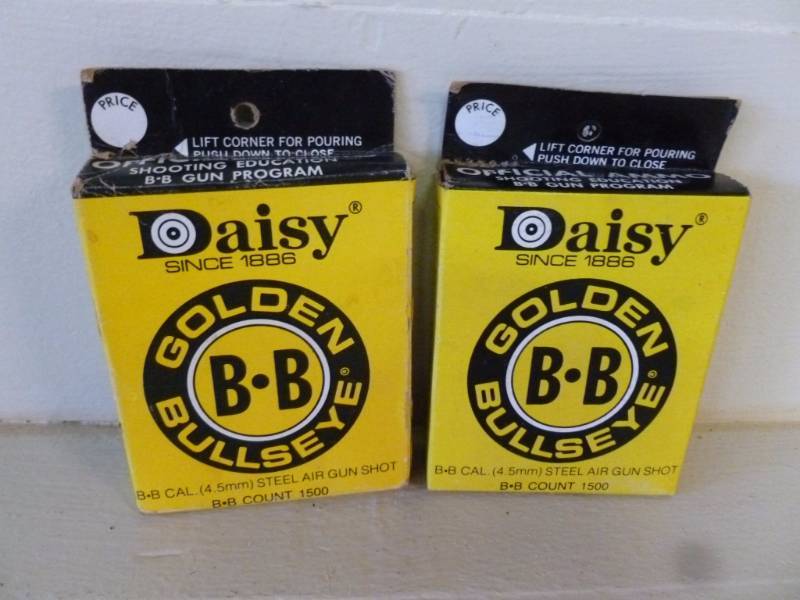 PRICE
LIFT CORNER FOR POURING
PUSH DOWN TO CLOSE
SHOOTING EDUCATION
B•B GUN PROGRAM
Daisy®
SINCE 1886
GOLDEN
B•B
BULLSEYE®
B•B CAL. (4.5mm) STEEL AIR GUN SHOT
B•B COUNT 1500
PRICE
LIFT CORNER FOR POURING
PUSH DOWN TO CLOSE
OFFICIAL AMMO
SHOOTING EDUCATION
B•B GUN PROGRAM
Daisy®
SINCE 1886
GOLDEN
B•B
BULLSEYE®
B•B CAL. (4.5mm) STEEL AIR GUN SHOT
B•B COUNT 1500